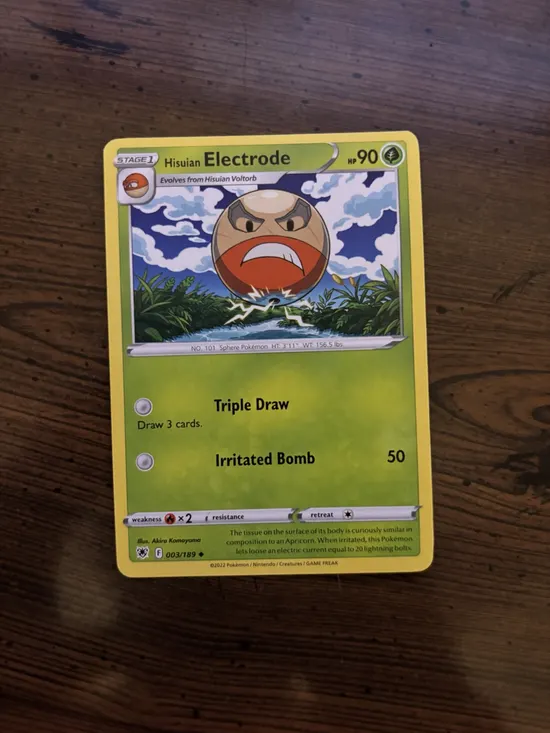 STAGE 1 Hisuian Electrode HP 90
Evolves from Hisuian Voltorb
NO. 101 Sphere Pokémon HT: 3'11" WT: 156.5 lbs.
Triple Draw
Draw 3 cards.
Irritated Bomb 50
weakness ×2 resistance retreat
Illus. Akira Komayama
The tissue on the surface of its body is curiously similar in
composition to an Apricorn. When irritated, this Pokémon
lets loose an electric current equal to 20 lightning bolts.
F 003/189
©2022 Pokémon / Nintendo / Creatures / GAME FREAK